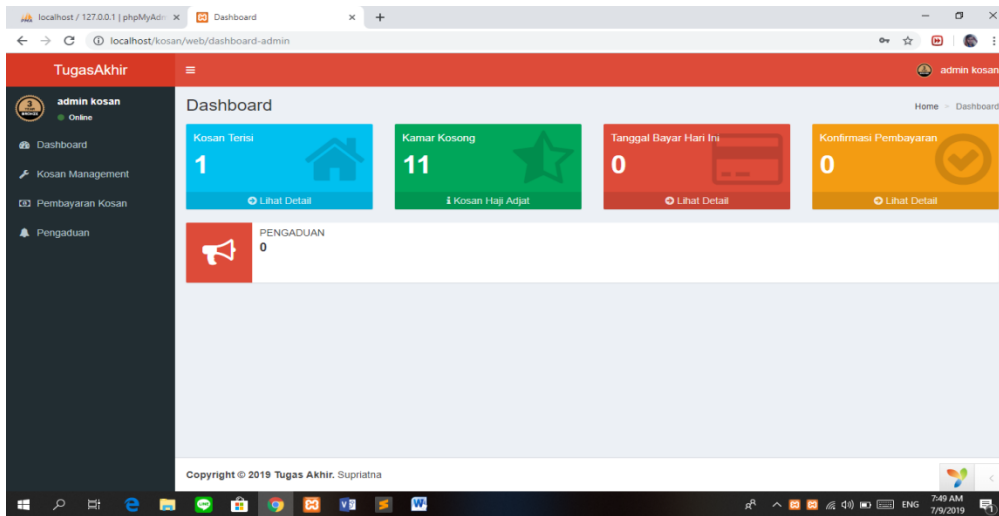 localhost / 127.0.0.1 | phpMyAdn
Dashboard
localhost/kosan/web/dashboard-admin
TugasAkhir
admin kosan
admin kosan
Online
Dashboard
Kosan Management
Pembayaran Kosan
Pengaduan
Dashboard
Home > Dashboard
Kosan Terisi
1
Lihat Detail
Kamar Kosong
11
Kosan Haji Adjat
Tanggal Bayar Hari Ini
0
Lihat Detail
Konfirmasi Pembayaran
0
Lihat Detail
PENGADUAN
0
Copyright © 2019 Tugas Akhir. Supriatna
ENG
7:49 AM
7/9/2019